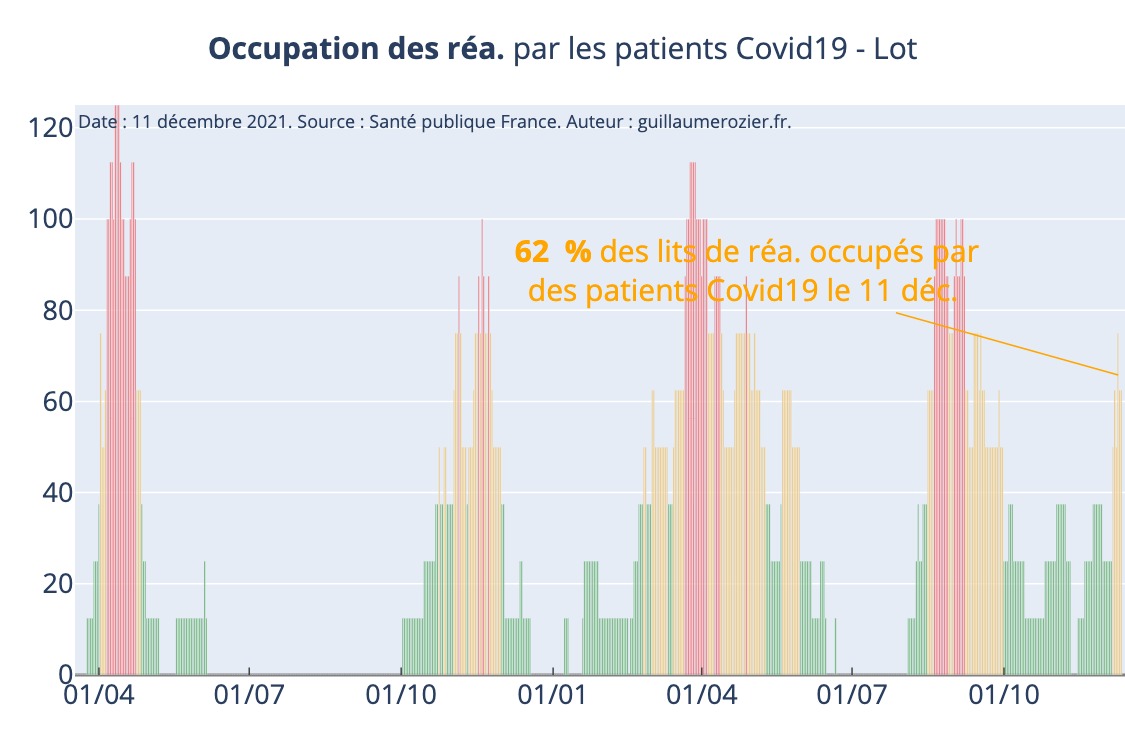 Occupation des réa. par les patients Covid19 - Lot
Date : 11 décembre 2021. Source : Santé publique France. Auteur : guillaumerozier.fr.
120
100
80
60
40
20
0
62 % des lits de réa. occupés par
des patients Covid19 le 11 déc.
01/04 01/07 01/10 01/01 01/04 01/07 01/10